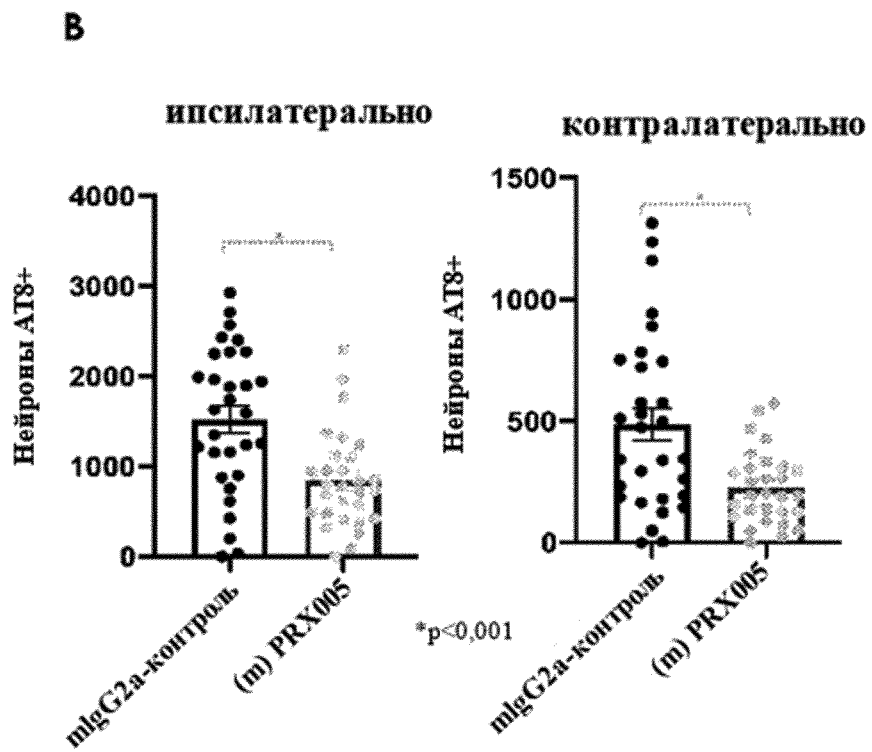 B
ипсилатерально
Нейроны AT8+
4000
3000
2000
1000
0
*
mIgG2a-контроль
(m) PRX005
контралатерально
Нейроны AT8+
1500
1000
500
0
*
mIgG2a-контроль
(m) PRX005
*p<0,001